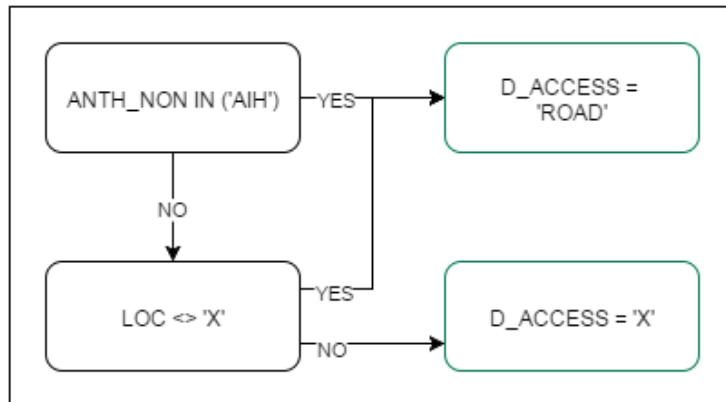 ANTH_NON IN ('AIH')
YES
D_ACCESS =
'ROAD'
NO
LOC <> 'X'
YES
NO
D_ACCESS = 'X'